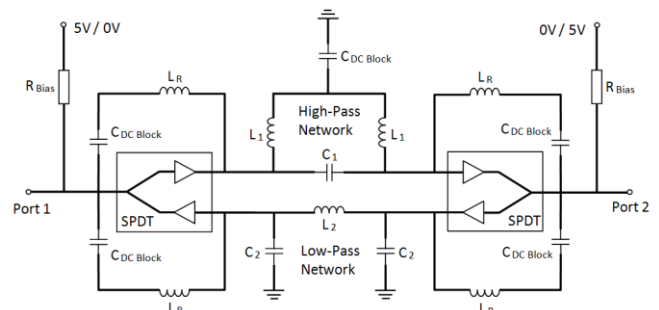 5V / 0V
0V / 5V
C DC Block
L R
L R
R Bias
R Bias
High-Pass
Network
L 1
L 1
C DC Block
C DC Block
C 1
Port 1
SPDT
SPDT
Port 2
L 2
C DC Block
C 2
Low-Pass
Network
C 2
C DC Block
L R
L R